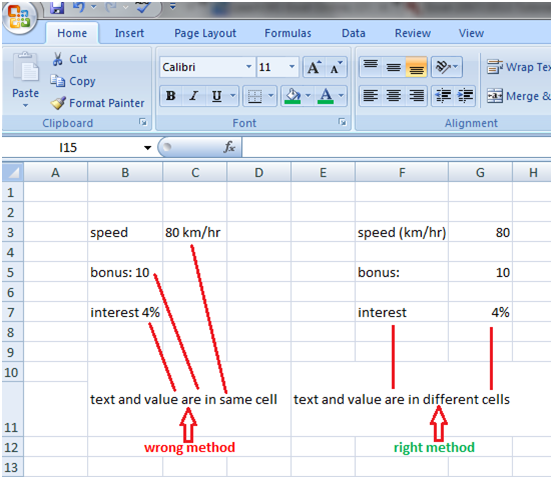 Home Insert Page Layout Formulas Data Review View
Cut
Copy
Format Painter
Paste
Calibri 11 A A
Wrap Text
B I U A
Merge &
Clipboard Font Alignment
I15 fx
A B C D E F G H
1
2
3 speed 80 km/hr speed (km/hr) 80
4
5 bonus: 10 bonus: 10
6
7 interest 4% interest 4%
8
9
10
11 text and value are in same cell text and value are in different cells
12 wrong method right method
13